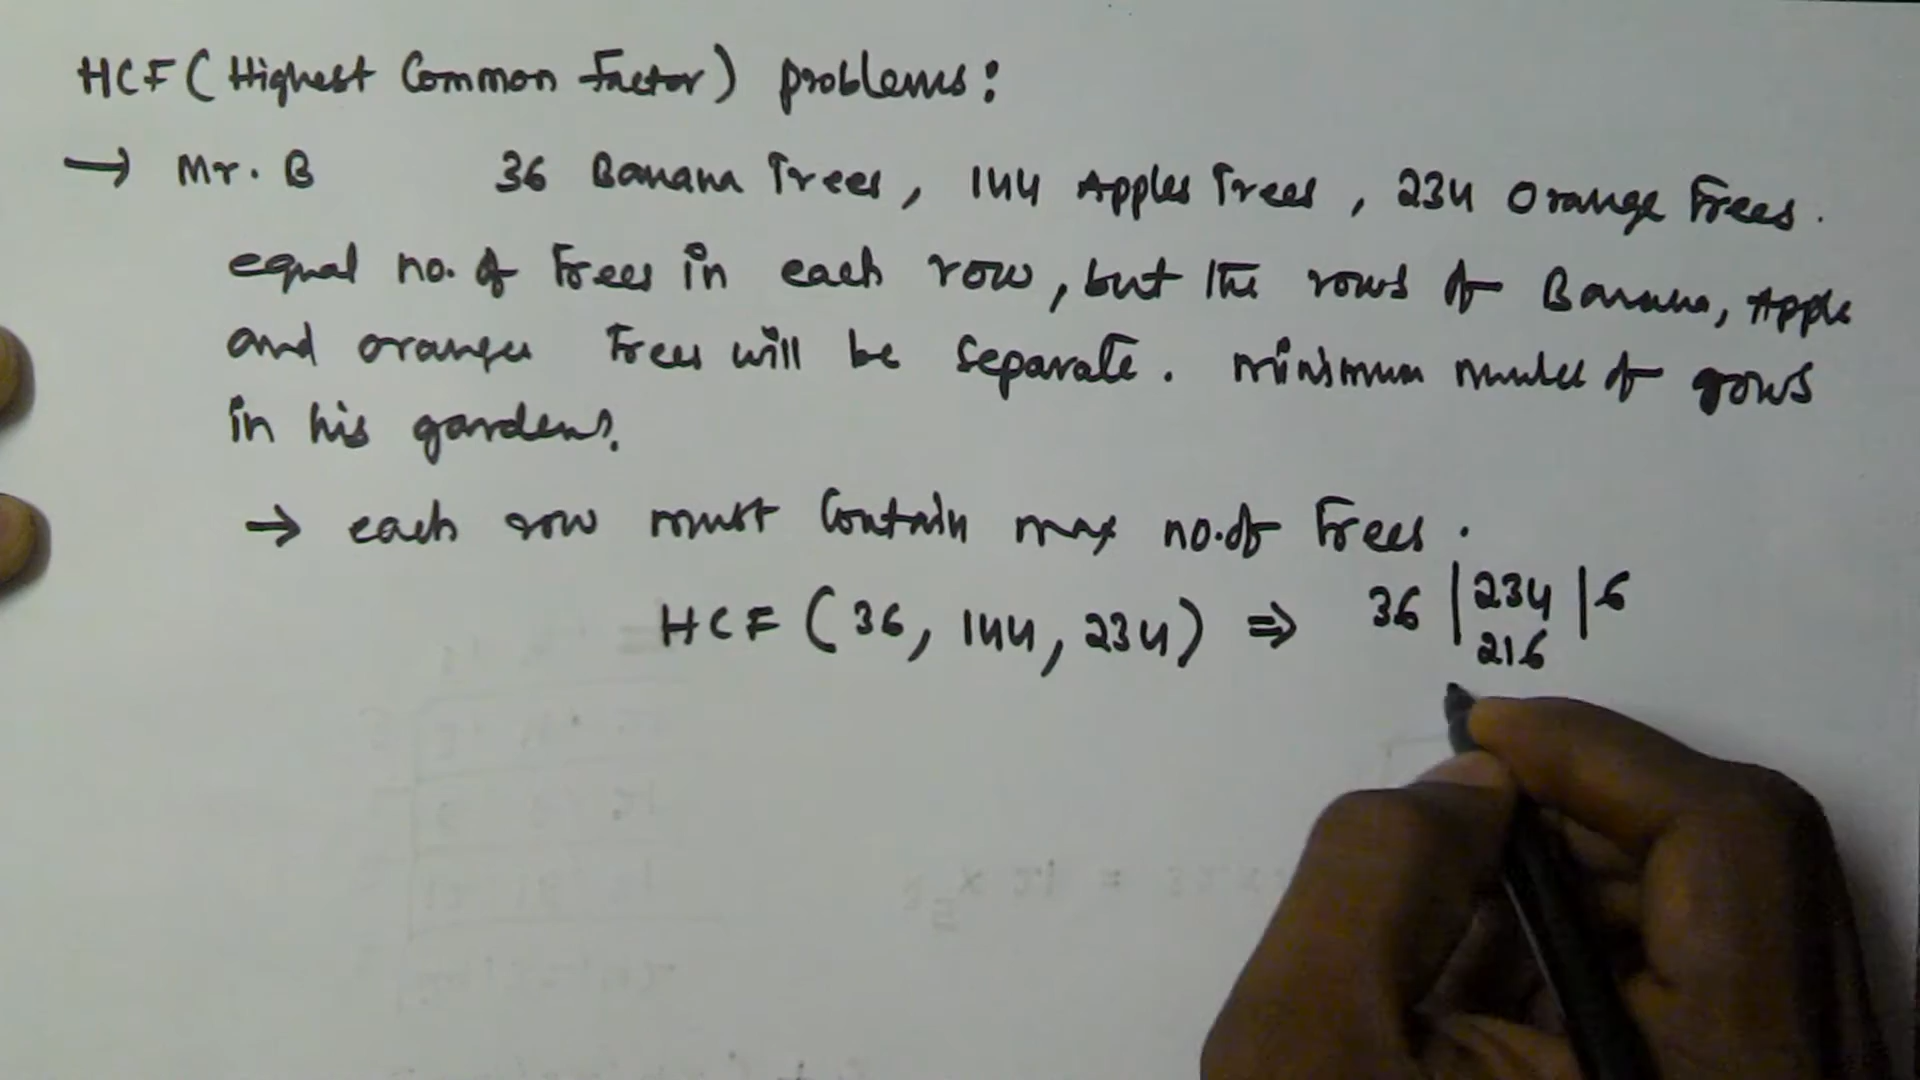 HCF (Highest Common Factor) problems:
→ Mr. B 36 Banana Trees, 144 Apples Trees, 234 Orange Trees.
equal no. of Trees in each row, but the rows of Banana, Apple
and oranges Trees will be separate. minimum number of rows
in his gardens.
→ each row must Contain max no. of Trees.
HCF (36, 144, 234) ⇒ 36 | 234 | 6
216